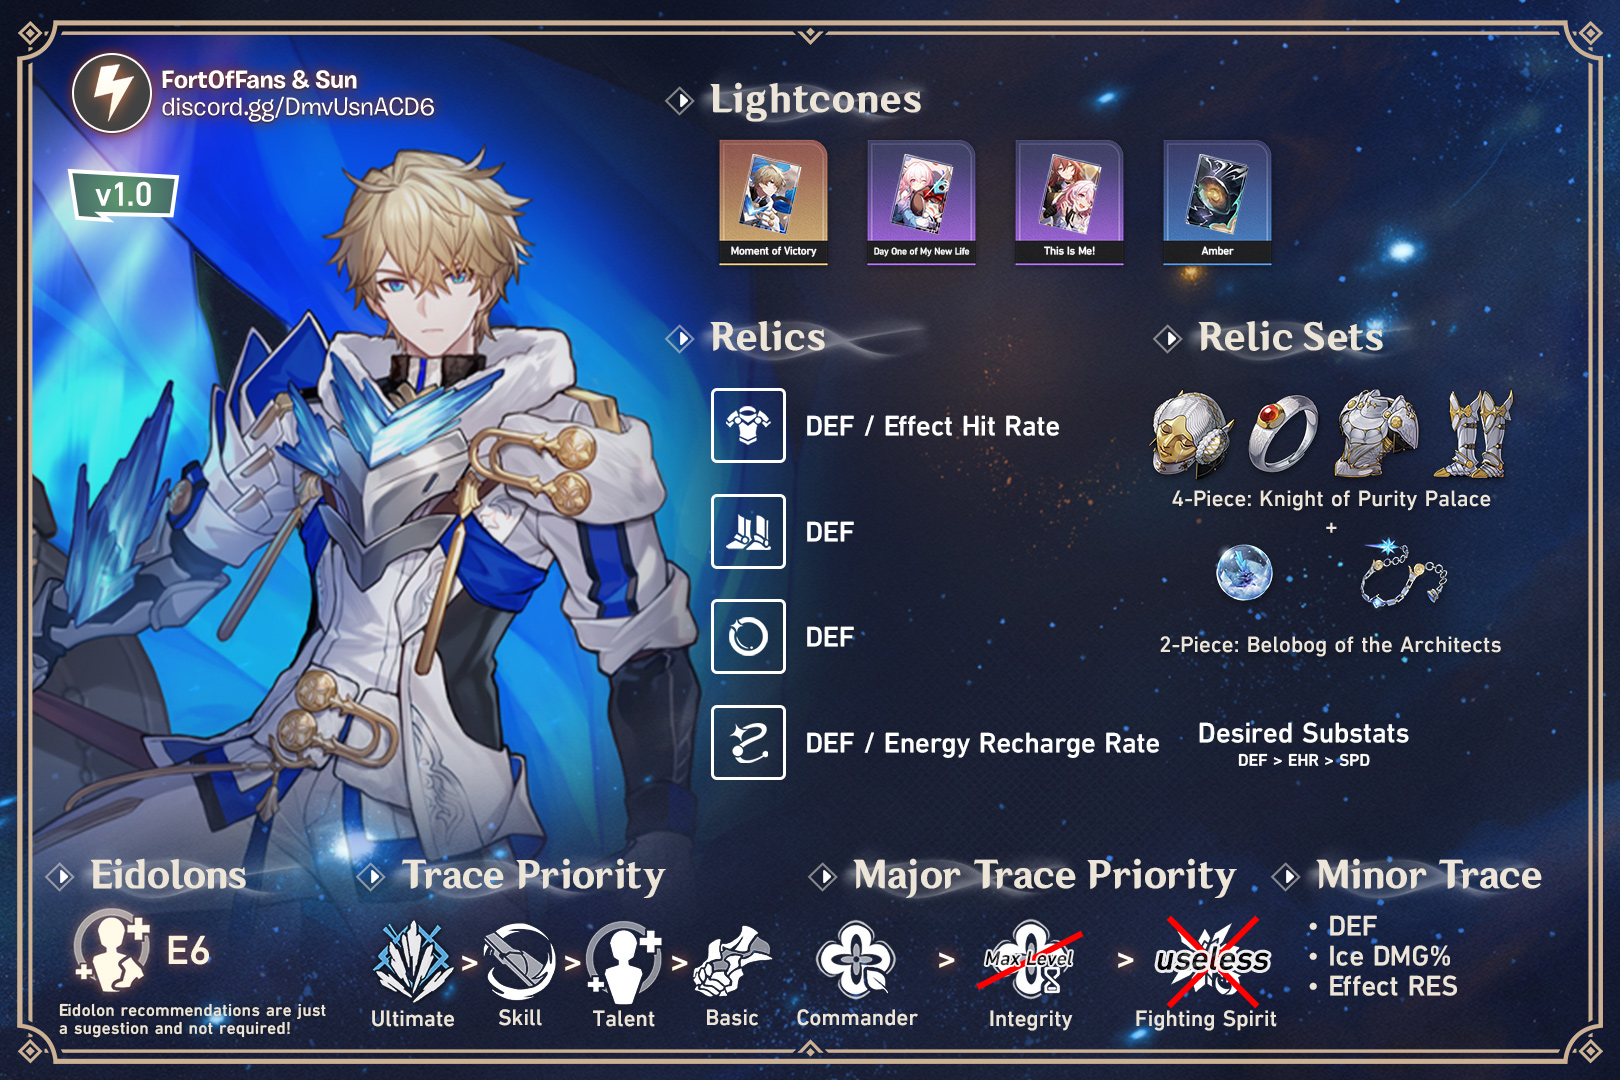 FortOfFans & Sun
discord.gg/DmvUsnACD6
v1.0
Lightcones
Moment of Victory
Day One of My New Life
This Is Me!
Amber
Relics
DEF / Effect Hit Rate
DEF
DEF
DEF / Energy Recharge Rate
Relic Sets
4-Piece: Knight of Purity Palace
+
2-Piece: Belobog of the Architects
Desired Substats
DEF > EHR > SPD
Eidolons
E6
Eidolon recommendations are just
a sugestion and not required!
Trace Priority
> > >
Ultimate Skill Talent Basic
Major Trace Priority
> Max Level > useless
Commander Integrity Fighting Spirit
Minor Trace
• DEF
• Ice DMG%
• Effect RES